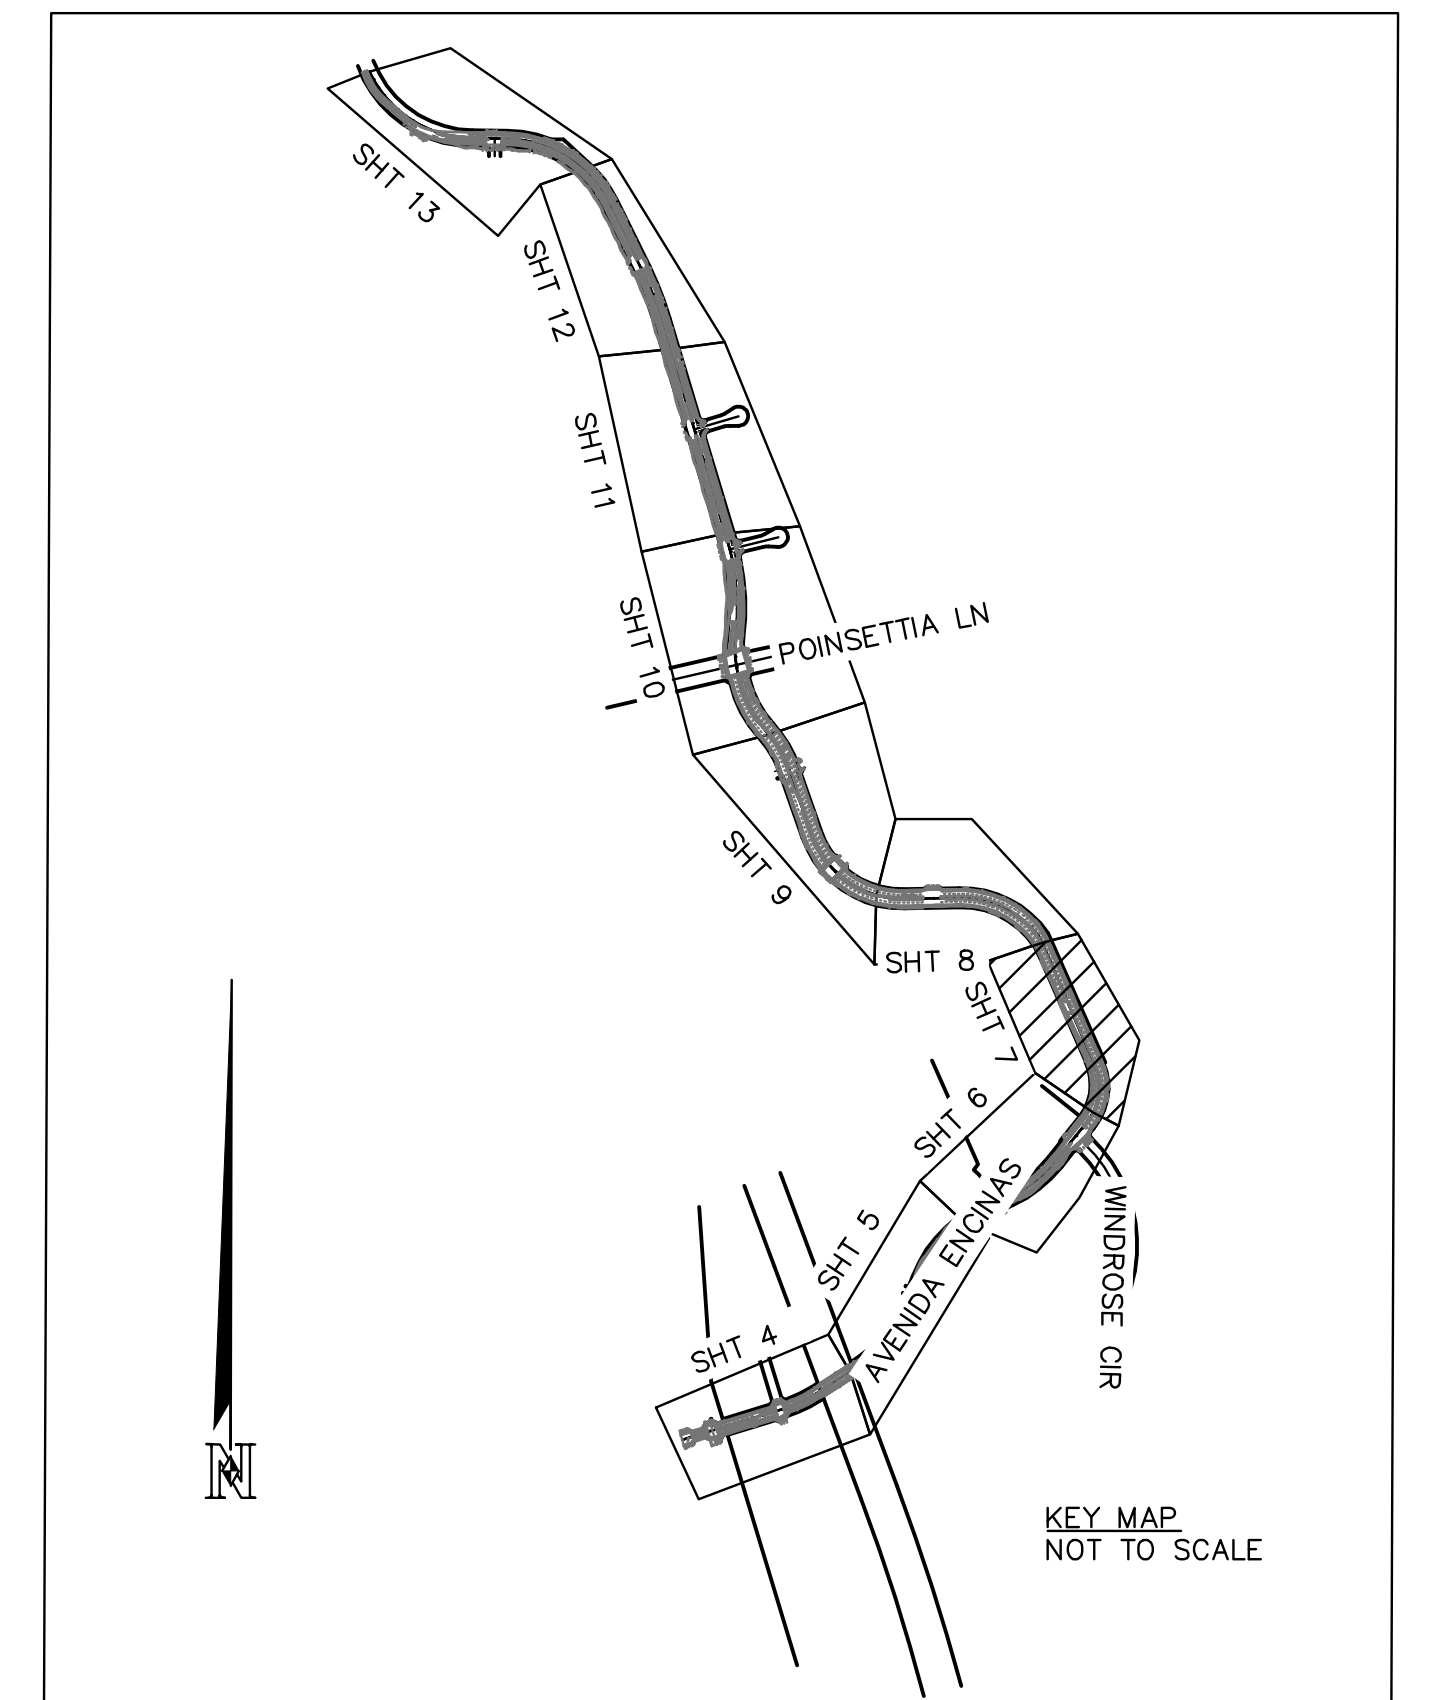 SHT 13
SHT 12
SHT 11
SHT 10
POINSETTIA LN
SHT 9
SHT 8
SHT 7
SHT 6
SHT 5
AVENIDA ENCINAS
WINDROSE CIR
SHT 4
N
KEY MAP
NOT TO SCALE